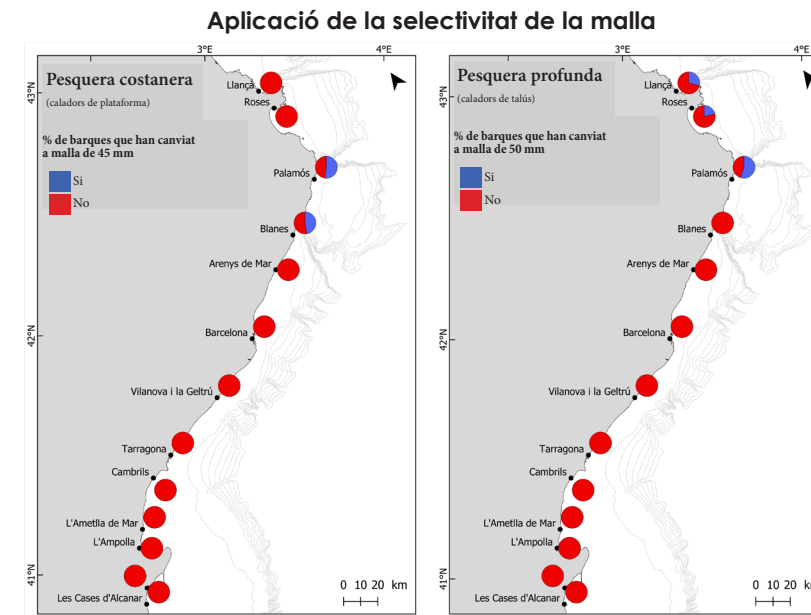 Aplicació de la selectivitat de la malla
3°E
4°E
Pesquera costanera
(caladors de plataforma)
% de barques que han canviat
a malla de 45 mm
Si
No
43°N
42°N
41°N
Llança
Roses
Palamós
Blanes
Arenys de Mar
Barcelona
Vilanova i la Geltrú
Tarragona
Cambrils
L'Ametlla de Mar
L'Ampolla
Les Cases d'Alcanar
0 10 20 km
3°E
4°E
Pesquera profunda
(caladors de talús)
% de barques que han canviat
a malla de 50 mm
Si
No
43°N
42°N
41°N
Llança
Roses
Palamós
Blanes
Arenys de Mar
Barcelona
Vilanova i la Geltrú
Tarragona
Cambrils
L'Ametlla de Mar
L'Ampolla
Les Cases d'Alcanar
0 10 20